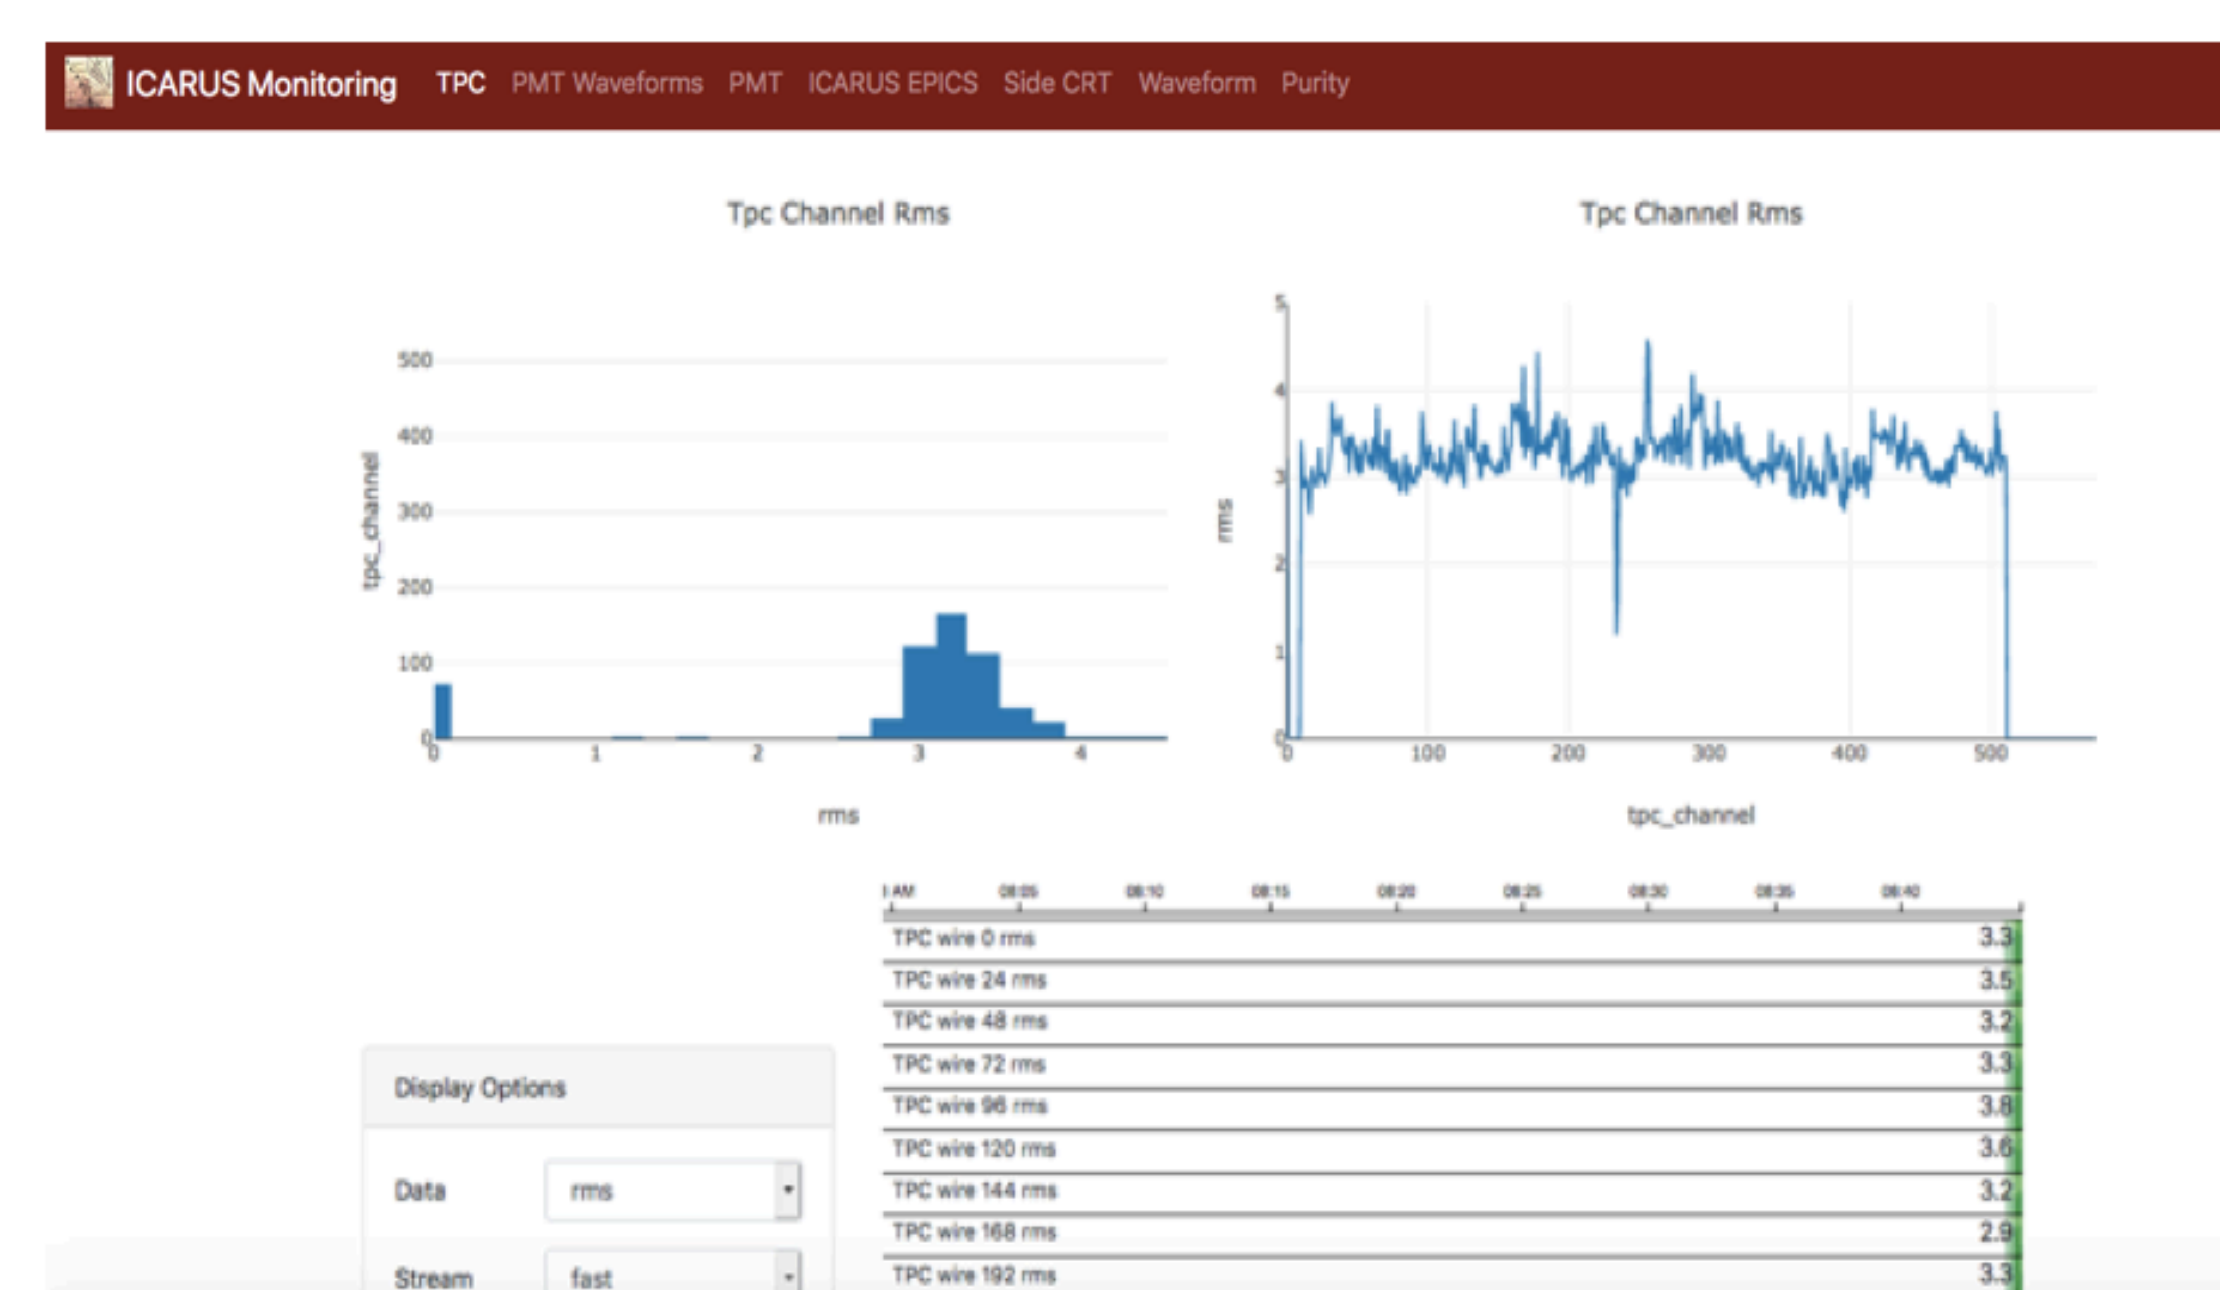 ICARUS Monitoring TPC PMT Waveforms PMT ICARUS EPICS Side CRT Waveform Purity
Tpc Channel Rms
500
400
300
200
100
0
tpc_channel
0 1 2 3 4
rms
Tpc Channel Rms
5
4
3
2
1
0
rms
0 100 200 300 400 500
tpc_channel
AM 08:05 08:10 08:15 08:20 08:25 08:30 08:35 08:40
TPC wire 0 rms 3.3
TPC wire 24 rms 3.5
TPC wire 48 rms 3.2
TPC wire 72 rms 3.3
TPC wire 96 rms 3.8
TPC wire 120 rms 3.6
TPC wire 144 rms 3.2
TPC wire 168 rms 2.9
TPC wire 192 rms 3.3
Display Options
Data rms
Stream fast